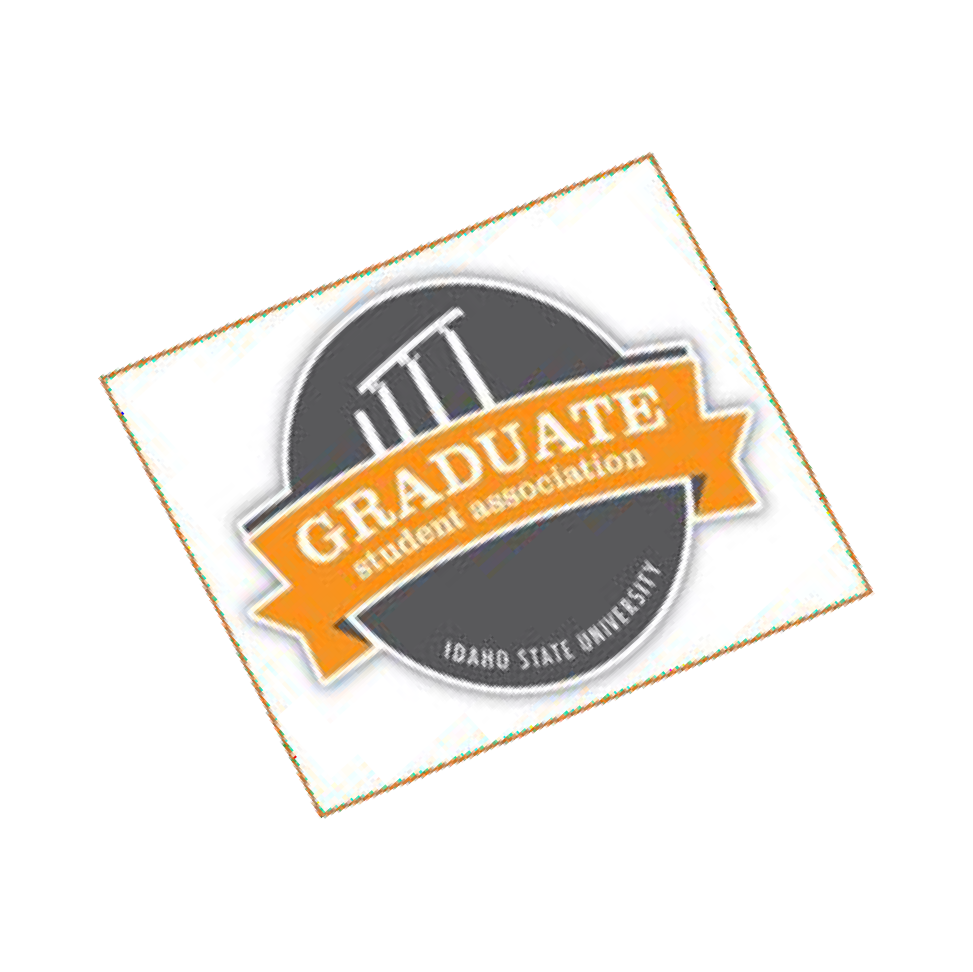 GRADUATE
student association
IDAHO STATE UNIVERSITY